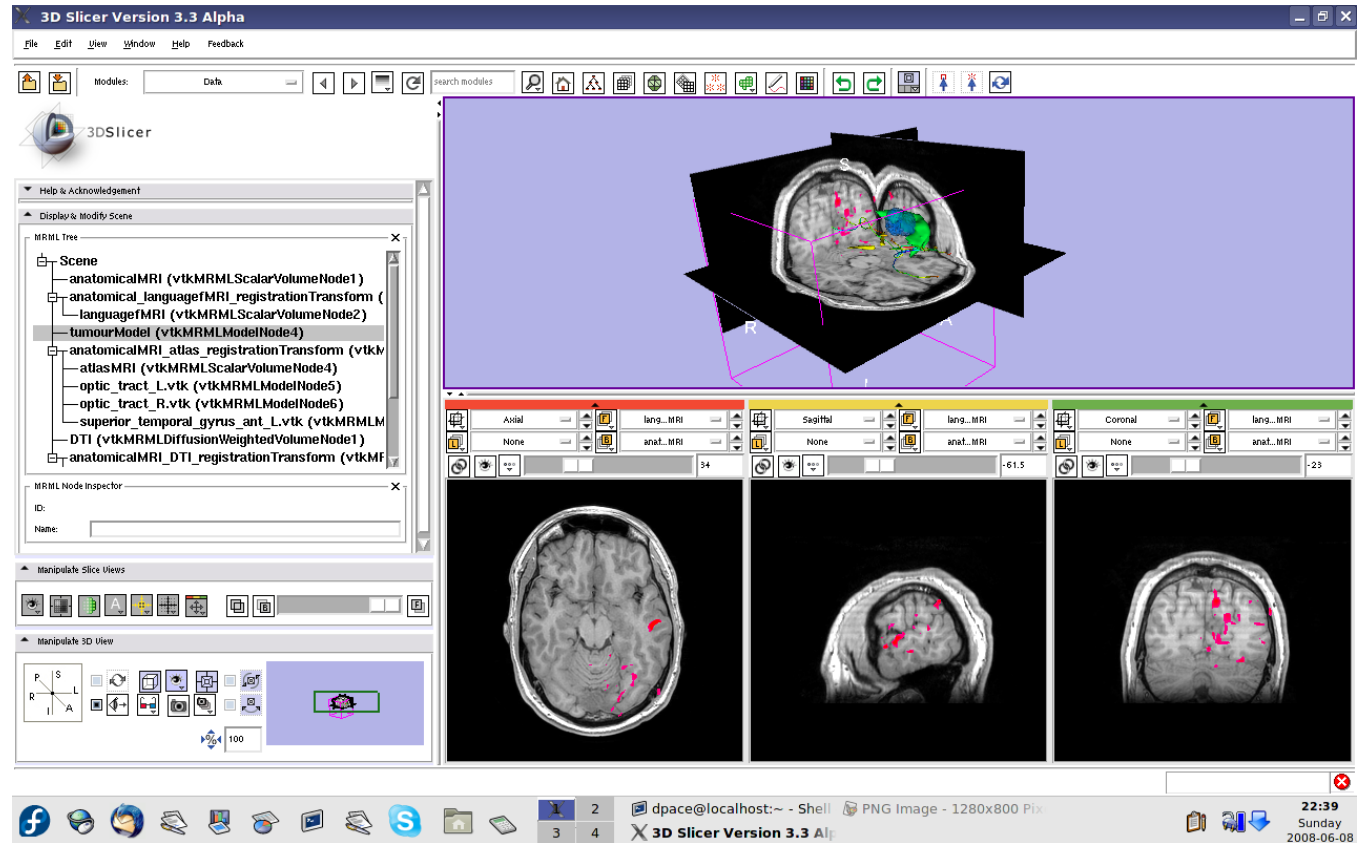 3D Slicer Version 3.3 Alpha
File Edit View Window Help Feedback
Modules: Data search modules
3DSlicer
Help & Acknowledgement
Display & Modify Scene
MRML Tree
Scene
anatomicalMRI (vtkMRMLScalarVolumeNode1)
anatomical_languagefMRI_registrationTransform (
languagefMRI (vtkMRMLScalarVolumeNode2)
tumourModel (vtkMRMLModelNode4)
anatomicalMRI_atlas_registrationTransform (vtkM
atlasMRI (vtkMRMLScalarVolumeNode4)
optic_tract_L.vtk (vtkMRMLModelNode5)
optic_tract_R.vtk (vtkMRMLModelNode6)
superior_temporal_gyrus_ant_L.vtk (vtkMRMLM
DTI (vtkMRMLDiffusionWeightedVolumeNode1)
anatomicalMRI_DTI_registrationTransform (vtkMF
MRML Node Inspector
ID:
Name:
Manipulate Slice Views
Manipulate 3D View
P S
R L
I A
% 100
S
R A
Axial lang...MRI
None anat...MRI
34
Sagittal lang...MRI
None anat...MRI
-61.5
Coronal lang...MRI
None anat...MRI
-23
1 2
3 4
dpace@localhost:~ - Shell
PNG Image - 1280x800 Pix
3D Slicer Version 3.3 Alp
22:39
Sunday
2008-06-08